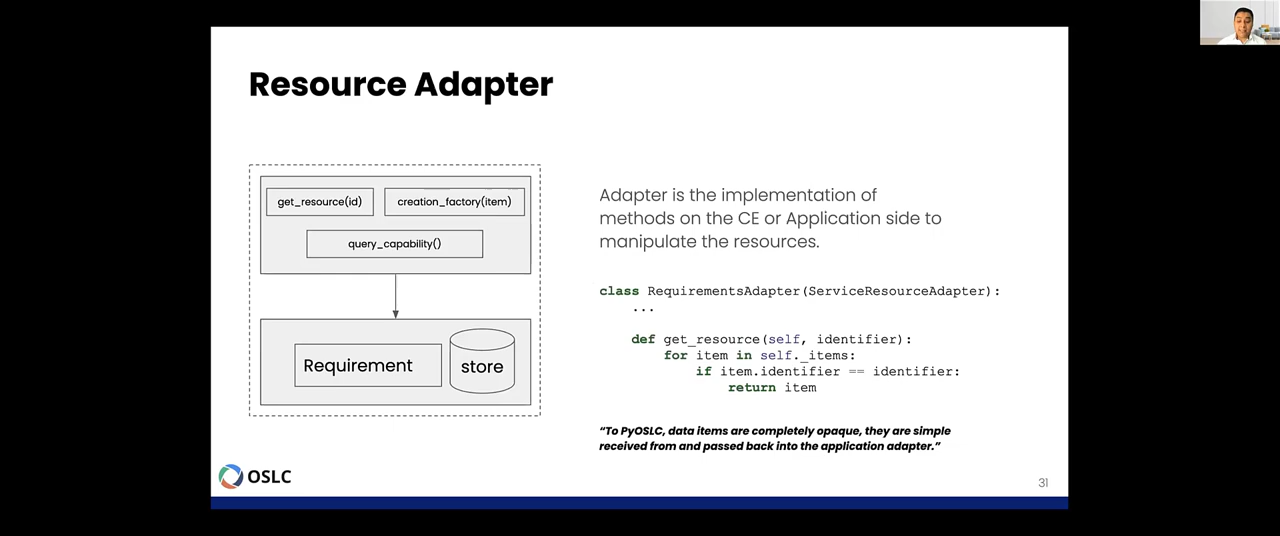 Resource Adapter
get_resource(id)
creation_factory(item)
query_capability()
Requirement
store
Adapter is the implementation of
methods on the CE or Application side to
manipulate the resources.
class RequirementsAdapter(ServiceResourceAdapter):
...
def get_resource(self, identifier):
for item in self._items:
if item.identifier == identifier:
return item
“To PyOSLC, data items are completely opaque, they are simple
received from and passed back into the application adapter.”
OSLC
31